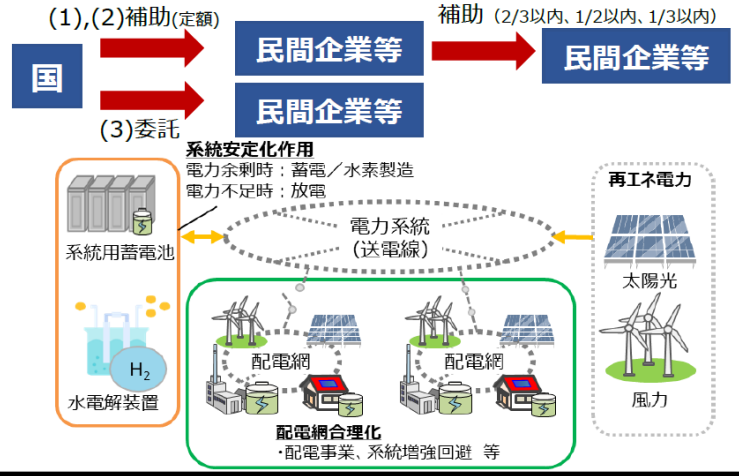 (1),(2)補助(定額)
補助（2/3以内、1/2以内、1/3以内）
国
民間企業等
民間企業等
民間企業等
(3)委託
系統安定化作用
電力余剰時：蓄電／水素製造
電力不足時：放電
再エネ電力
電力系統
(送電線)
系統用蓄電池
太陽光
配電網
配電網
H2
水電解装置
風力
配電網合理化
・配電事業、系統増強回避 等